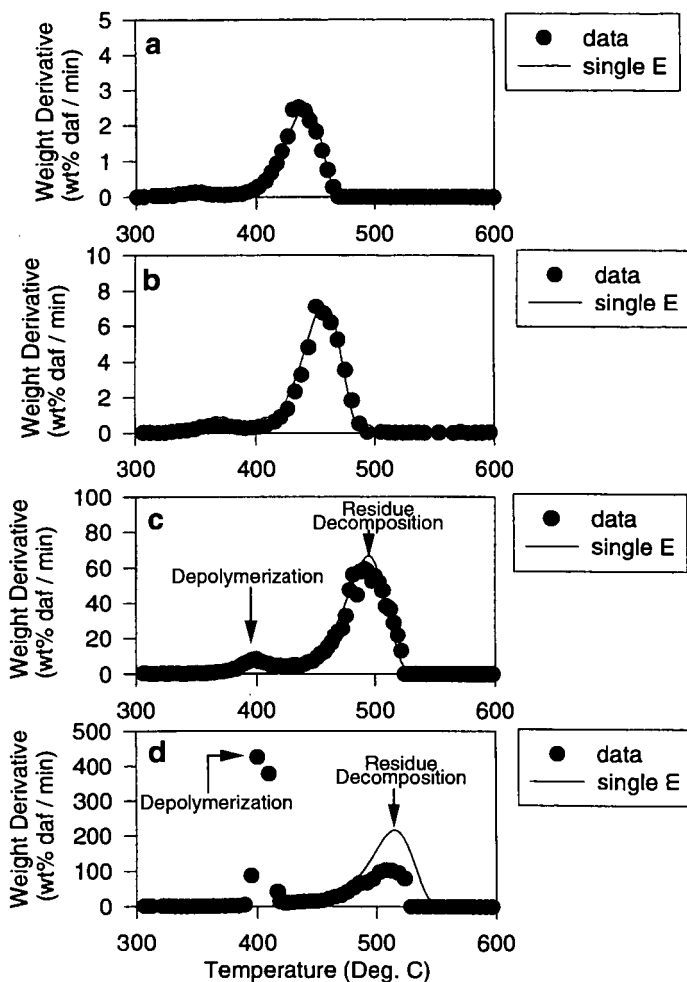 a
5
4
3
2
1
0
Weight Derivative
(wt% daf / min)
300 400 500 600
data
single E
b
10
8
6
4
2
0
Weight Derivative
(wt% daf / min)
300 400 500 600
data
single E
c
100
80
60
40
20
0
Weight Derivative
(wt% daf / min)
Residue
Decomposition
Depolymerization
300 400 500 600
data
single E
d
500
400
300
200
100
0
Weight Derivative
(wt% daf / min)
Depolymerization
Residue
Decomposition
300 400 500 600
Temperature (Deg. C)
data
single E